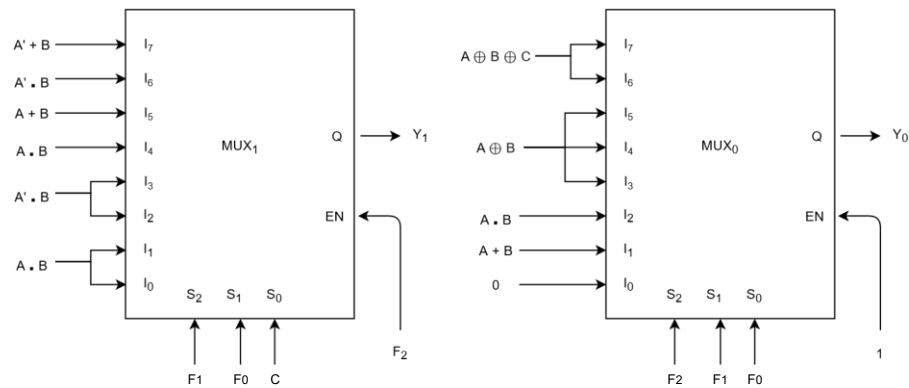 A' + B
I₇
A' . B
I₆
A + B
I₅
A . B
I₄
A' . B
I₃
I₂
A . B
I₁
I₀
MUX₁
Q
Y₁
EN
S₂ S₁ S₀
F₂
F1 F0 C
A ⊕ B ⊕ C
I₇
I₆
A ⊕ B
I₅
I₄
I₃
A . B
I₂
A + B
I₁
0
I₀
MUX₀
Q
Y₀
EN
S₂ S₁ S₀
1
F2 F1 F0